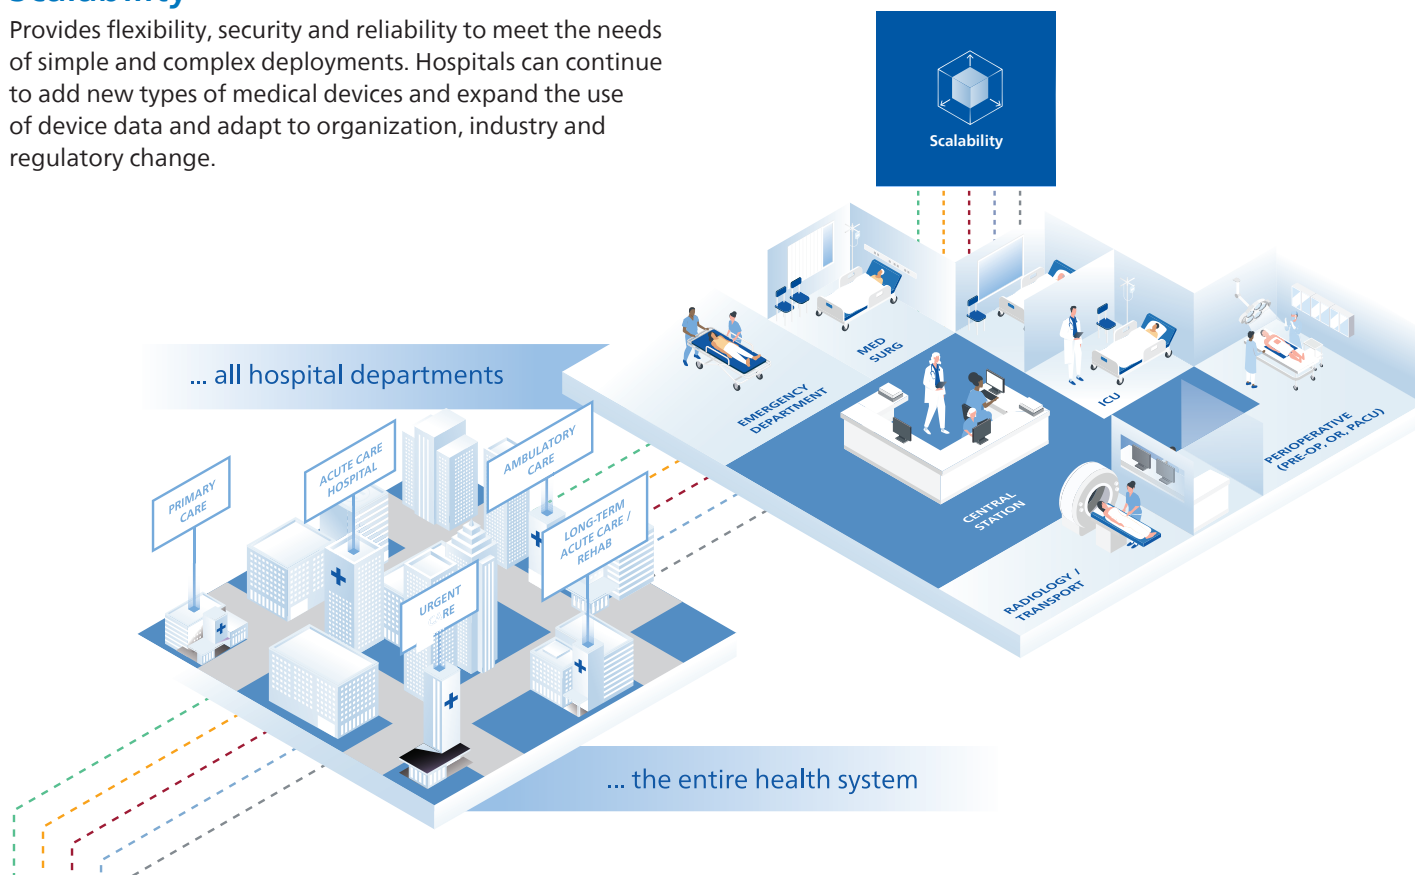 Scalability
Provides flexibility, security and reliability to meet the needs
of simple and complex deployments. Hospitals can continue
to add new types of medical devices and expand the use
of device data and adapt to organization, industry and
regulatory change.
Scalability
MED
SURG
EMERGENCY
DEPARTMENT
ICU
PERIOPERATIVE
(PRE-OP, OR, PACU)
CENTRAL
STATION
RADIOLOGY /
TRANSPORT
... all hospital departments
PRIMARY
CARE
ACUTE CARE
HOSPITAL
AMBULATORY
CARE
LONG-TERM
ACUTE CARE /
REHAB
URGENT
CARE
... the entire health system